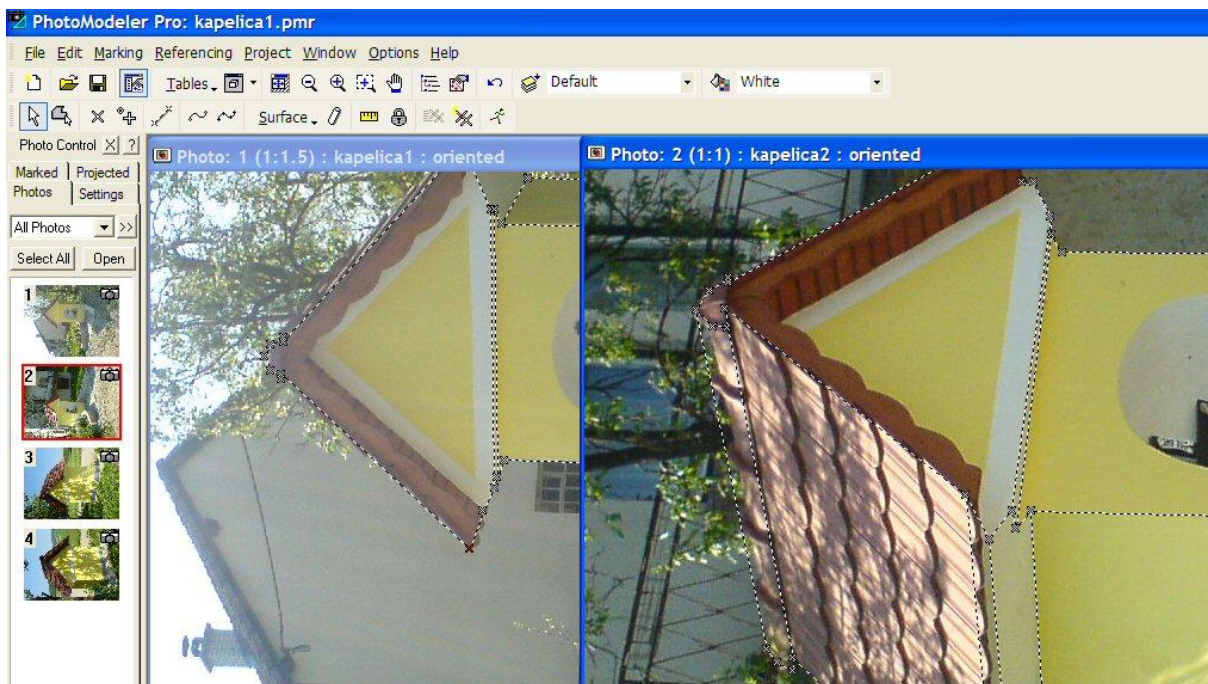 PhotoModeler Pro: kapelica1.pmr
File Edit Marking Referencing Project Window Options Help
Tables Default White
Surface
Photo Control X ?
Marked Projected
Photos Settings
All Photos >>
Select All Open
1
2
3
4
Photo: 1 (1:1.5) : kapelica1 : oriented
Photo: 2 (1:1) : kapelica2 : oriented